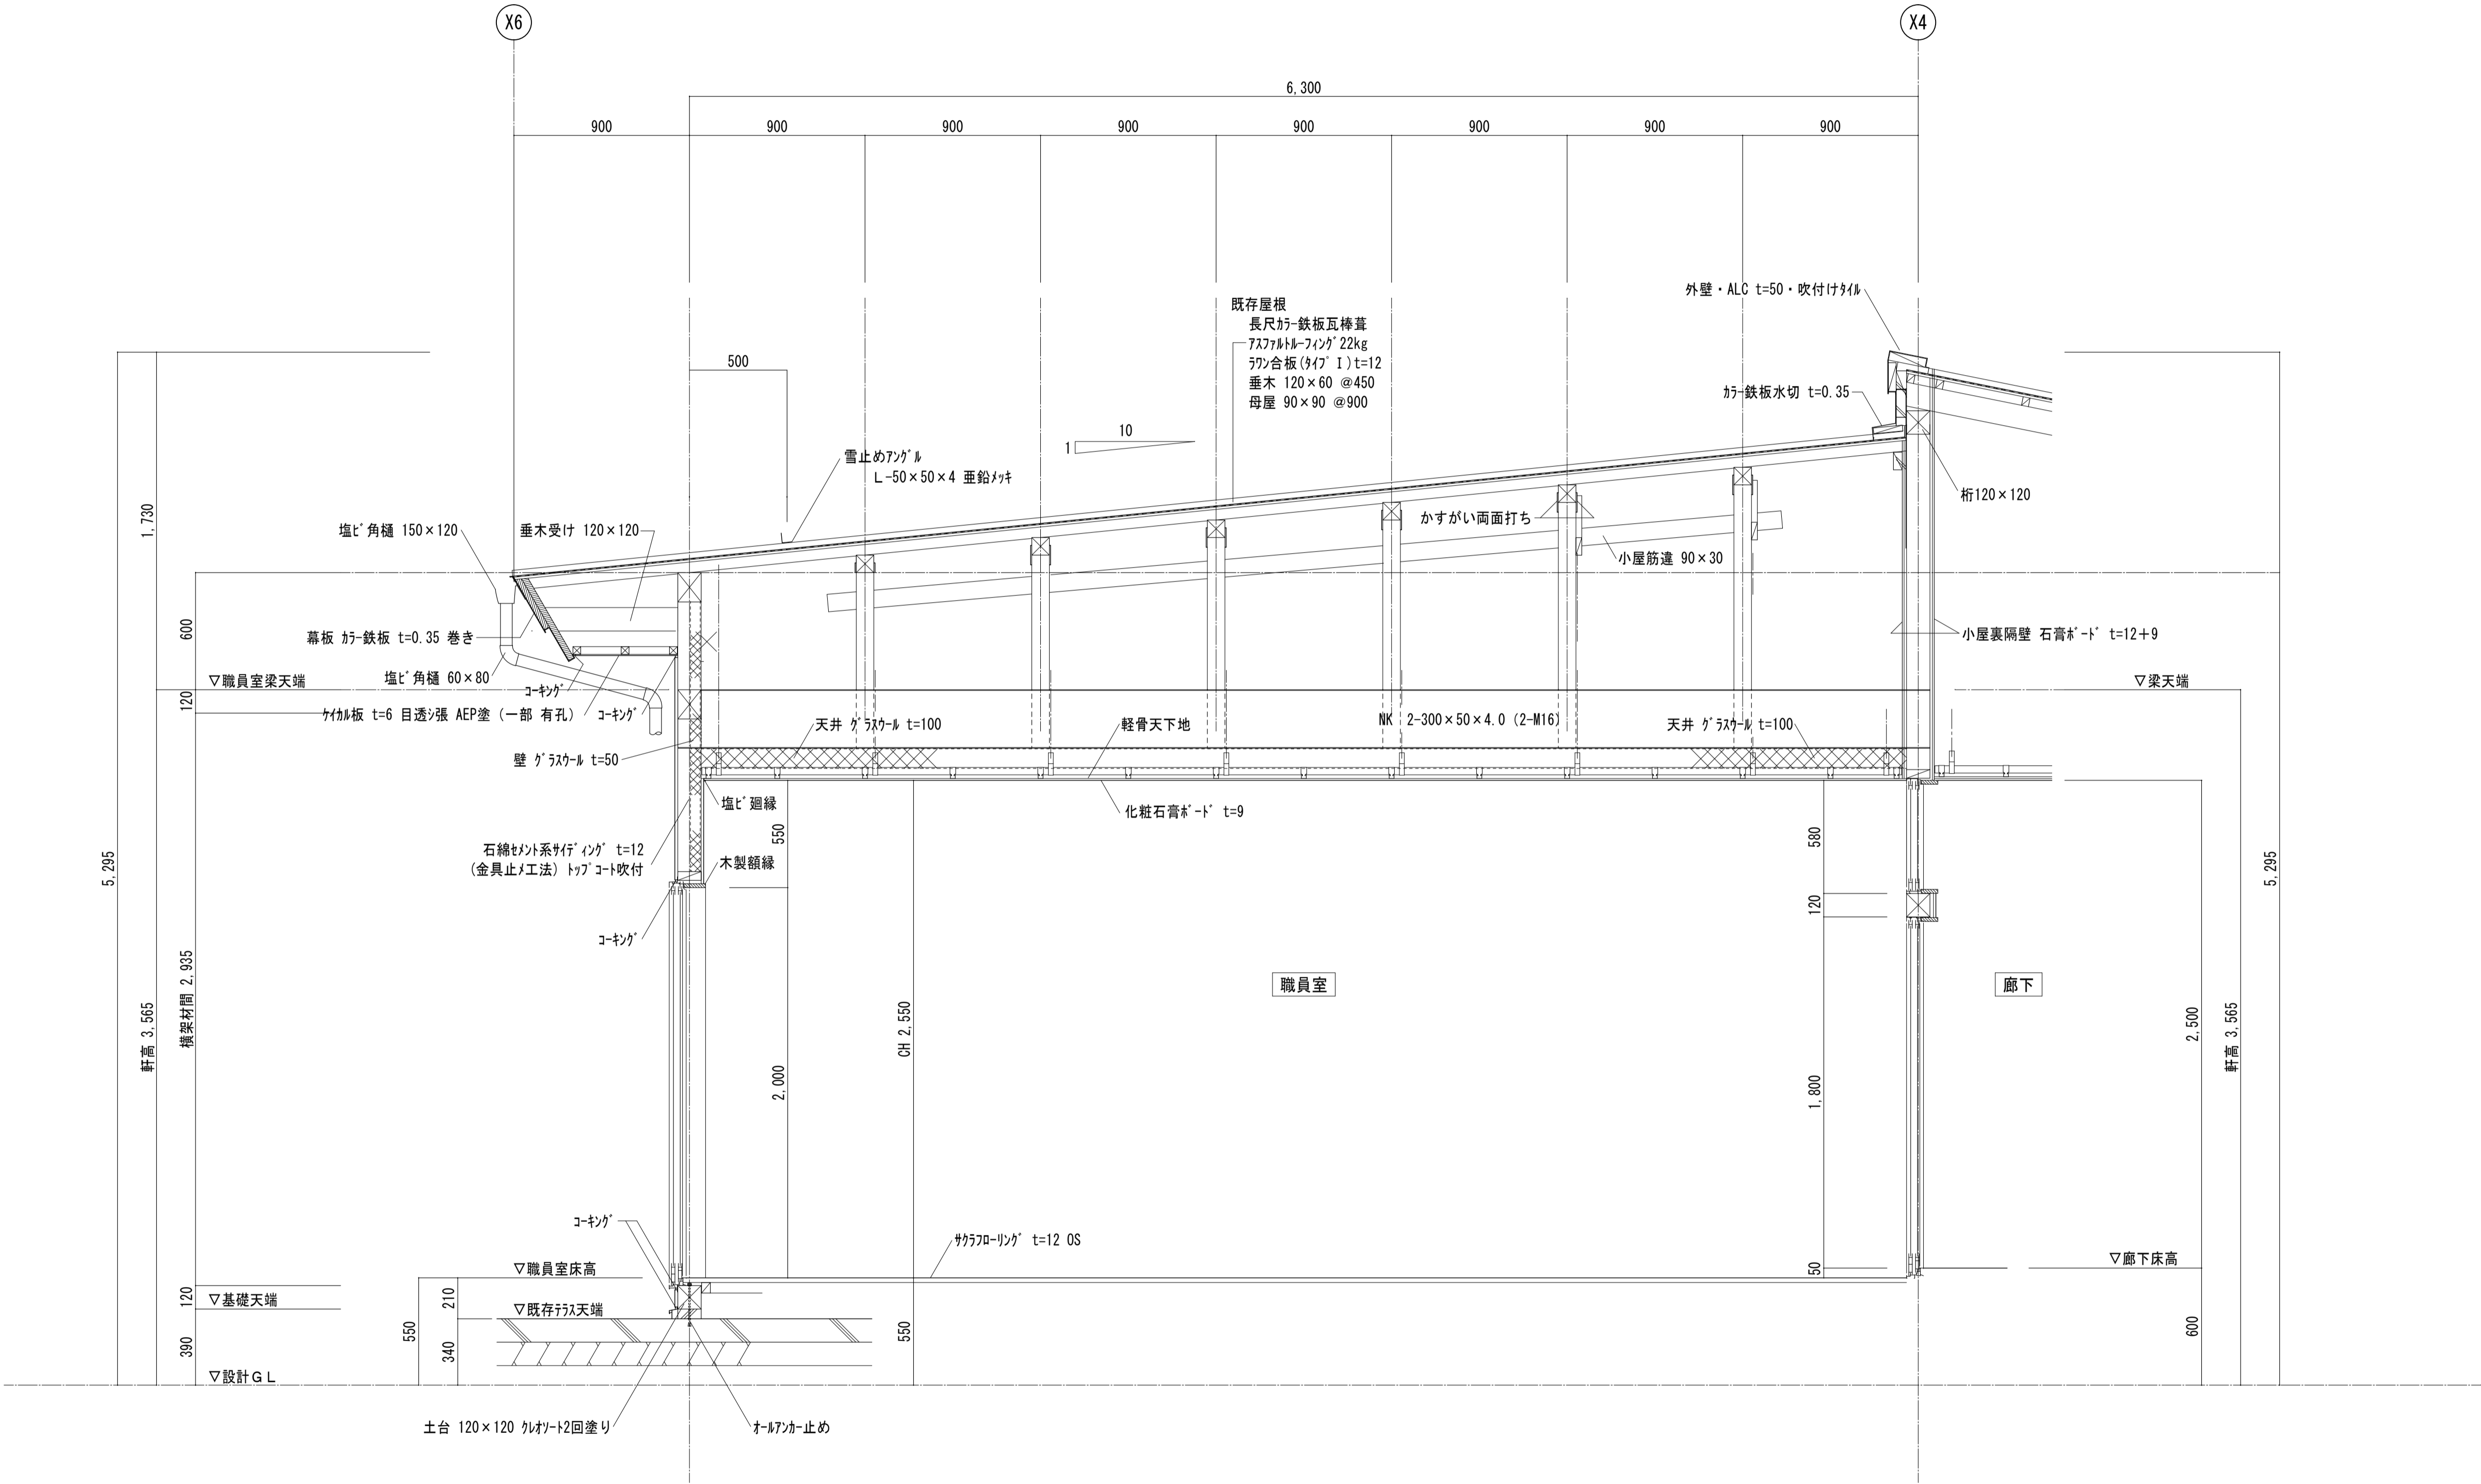 X6
X4
6,300
900
900
900
900
900
900
900
900
外壁・ALC t=50・吹付けﾀｲﾙ
既存屋根
長尺ｶﾗｰ鉄板瓦棒葺
ｱｽﾌｧﾙﾄﾙｰﾌｨﾝｸﾞ22kg
ﾗﾜﾝ合板(ﾀｲﾌﾟ Ⅰ)t=12
垂木 120×60 @450
母屋 90×90 @900
500
ｶﾗｰ鉄板水切 t=0.35
10
1
雪止めｱﾝｸﾞﾙ
L-50×50×4 亜鉛ﾒｯｷ
桁120×120
1,730
塩ﾋﾞ角樋 150×120
垂木受け 120×120
かすがい両面打ち
小屋筋違 90×30
600
幕板 ｶﾗｰ鉄板 t=0.35 巻き
小屋裏隔壁 石膏ﾎﾞｰﾄﾞ t=12+9
塩ﾋﾞ角樋 60×80
▽職員室梁天端
ｺｰｷﾝｸﾞ
▽梁天端
120
ｹｲｶﾙ板 t=6 目透ｼ張 AEP塗 (一部 有孔)
ｺｰｷﾝｸﾞ
天井 ｸﾞﾗｽｳｰﾙ t=100
軽骨天下地
NK 2-300×50×4.0 (2-M16)
天井 ｸﾞﾗｽｳｰﾙ t=100
壁 ｸﾞﾗｽｳｰﾙ t=50
塩ﾋﾞ廻縁
化粧石膏ﾎﾞｰﾄﾞ t=9
550
580
石綿ｾﾒﾝﾄ系ｻｲﾃﾞｨﾝｸﾞ t=12
(金具止ﾒ工法) ﾄｯﾌﾟｺｰﾄ吹付
木製額縁
5,295
5,295
120
ｺｰｷﾝｸﾞ
横架材間 2,935
職員室
廊下
軒高 3,565
CH 2,550
2,000
1,800
2,500
軒高 3,565
ｺｰｷﾝｸﾞ
ｻｸﾗﾌﾛｰﾘﾝｸﾞ t=12 OS
▽職員室床高
▽廊下床高
50
120
▽基礎天端
210
▽既存ﾃﾗｽ天端
550
550
600
390
340
▽設計GL
土台 120×120 ｸﾚｵｿｰﾄ2回塗り
ｵｰﾙｱﾝｶｰ止め